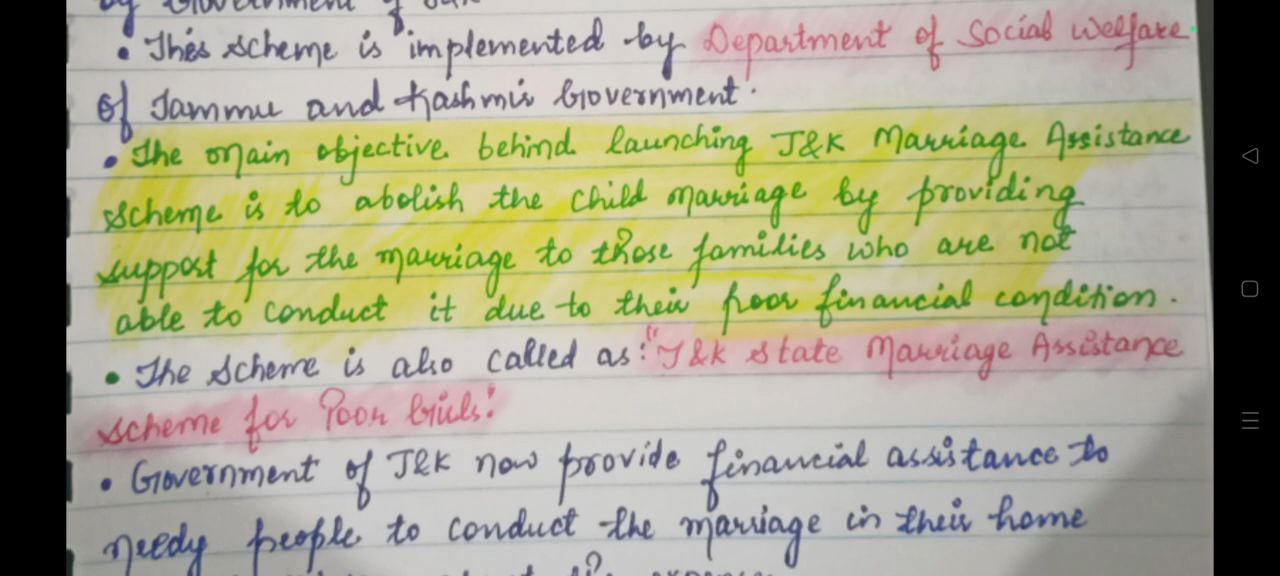 by Government of J&K
• This scheme is implemented by Department of Social Welfare
of Jammu and Kashmir Government.
• The main objective behind launching J&K Marriage Assistance
scheme is to abolish the child marriage by providing
support for the marriage to those families who are not
able to conduct it due to their poor financial condition.
• The scheme is also called as: "J&K State Marriage Assistance
scheme for Poor Girls."
• Government of J&K now provide financial assistance to
needy people to conduct the marriage in their home